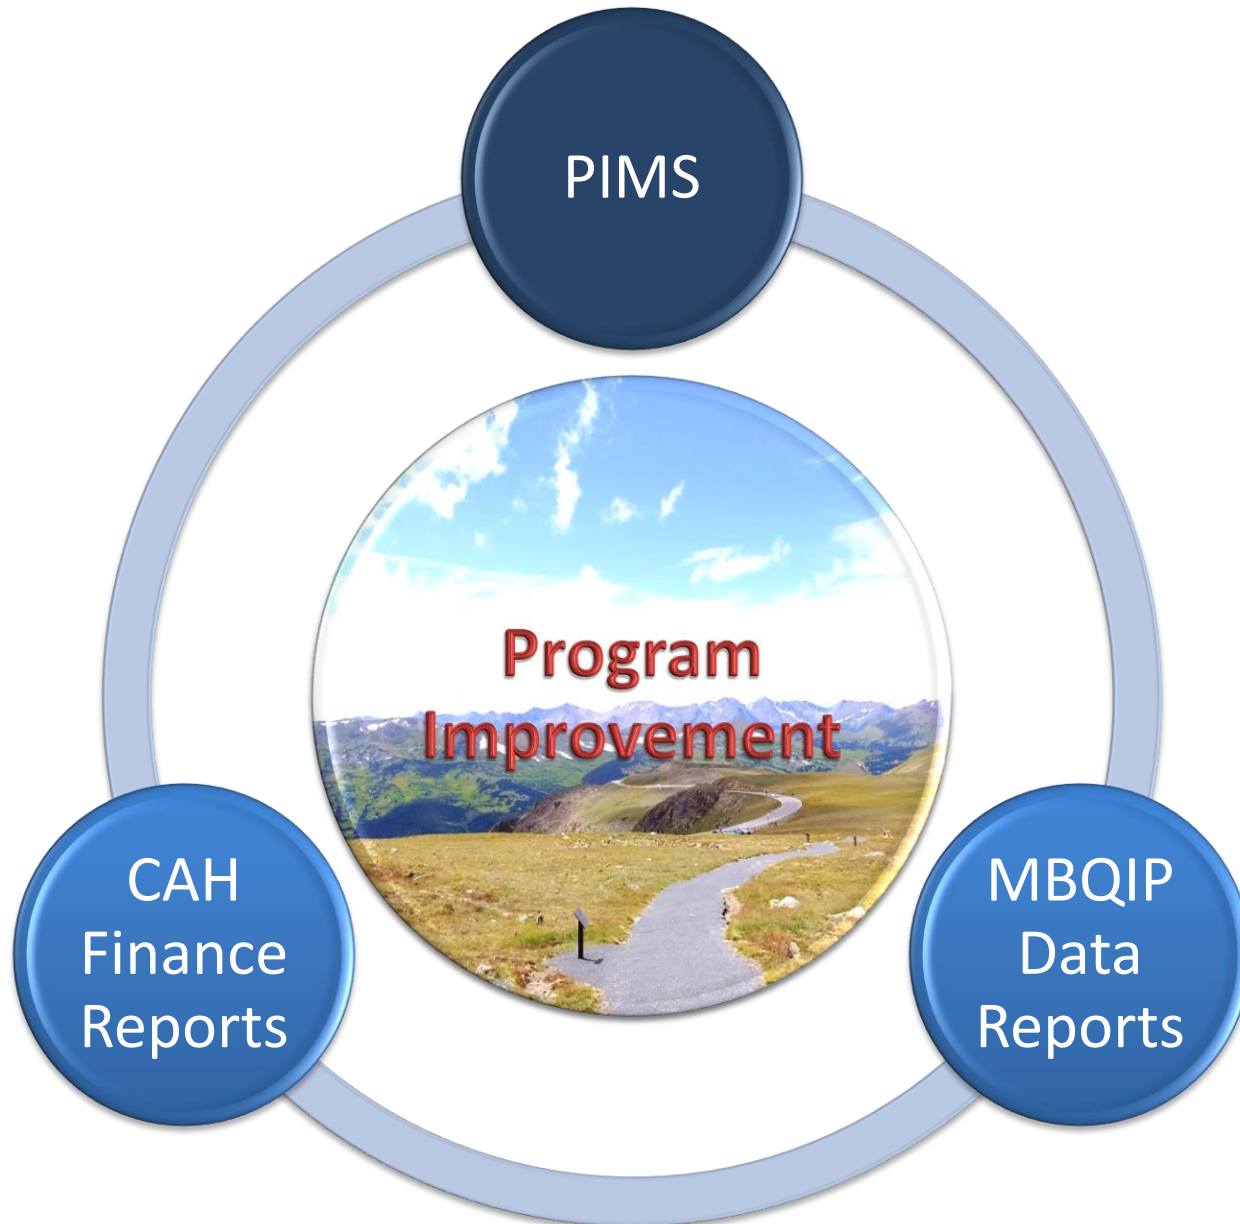 PIMS
Program
Improvement
CAH
Finance
Reports
MBQIP
Data
Reports